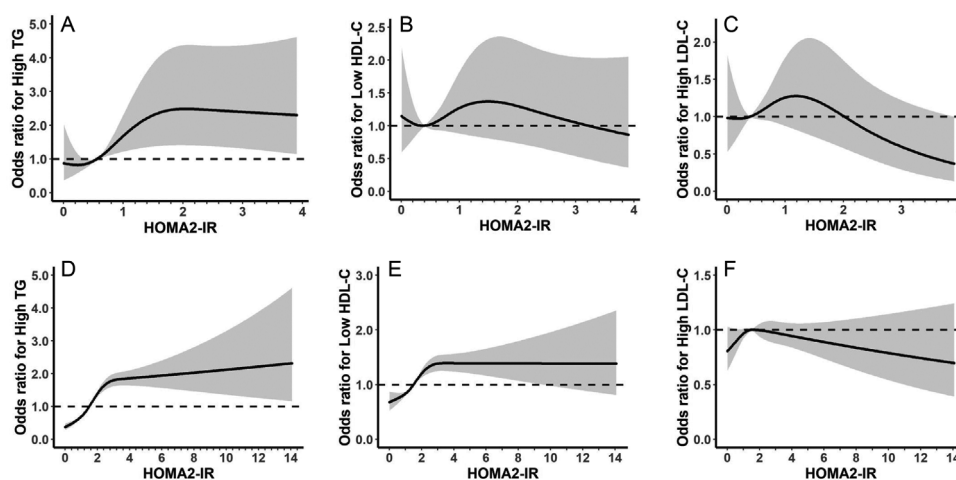 A
Odds ratio for High TG
5.0
4.0
3.0
2.0
1.0
0.0
0 1 2 3 4
HOMA2-IR
B
Odss ratio for Low HDL-C
2.0
1.5
1.0
0.5
0.0
0 1 2 3 4
HOMA2-IR
C
Odds ratio for High LDL-C
2.0
1.5
1.0
0.5
0.0
0 1 2 3
HOMA2-IR
D
Odds ratio for High TG
5.0
4.0
3.0
2.0
1.0
0.0
0 2 4 6 8 10 12 14
HOMA2-IR
E
Odds ratio for Low HDL-C
3.0
2.0
1.0
0.0
0 2 4 6 8 10 12 14
HOMA2-IR
F
Odds ratio for High LDL-C
1.5
1.0
0.5
0.0
0 2 4 6 8 10 12 14
HOMA2-IR